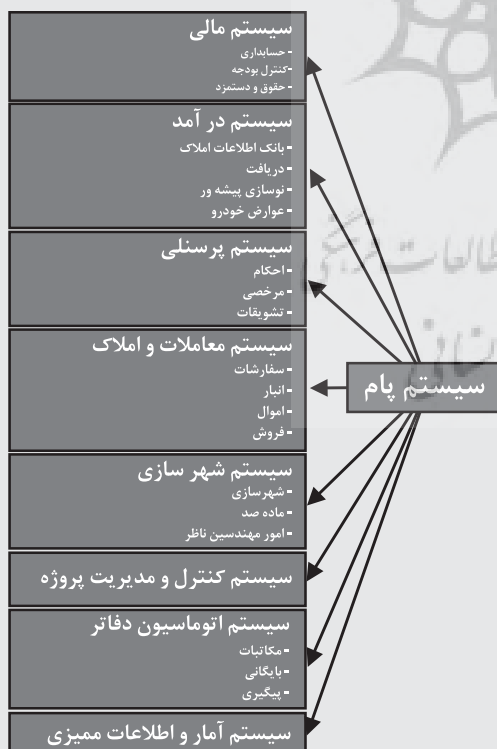 سیستم مالی
- حسابداری
-کنترل بودجه
- حقوق و دستمزد
سیستم در آمد
- بانک اطلاعات املاک
- دریافت
- نوسازی پیشه ور
- عوارض خودرو
سیستم پرسنلی
- احکام
- مرخصی
- تشویقات
سیستم معاملات و املاک
- سفارشات
- انبار
- اموال
- فروش
سیستم شهر سازی
- شهرسازی
- ماده صد
- امور مهندسین ناظر
سیستم کنترل و مدیریت پروژه
سیستم اتوماسیون دفاتر
- مکاتبات
- بایگانی
- پیگیری
سیستم آمار و اطلاعات ممیزی
سیستم پام